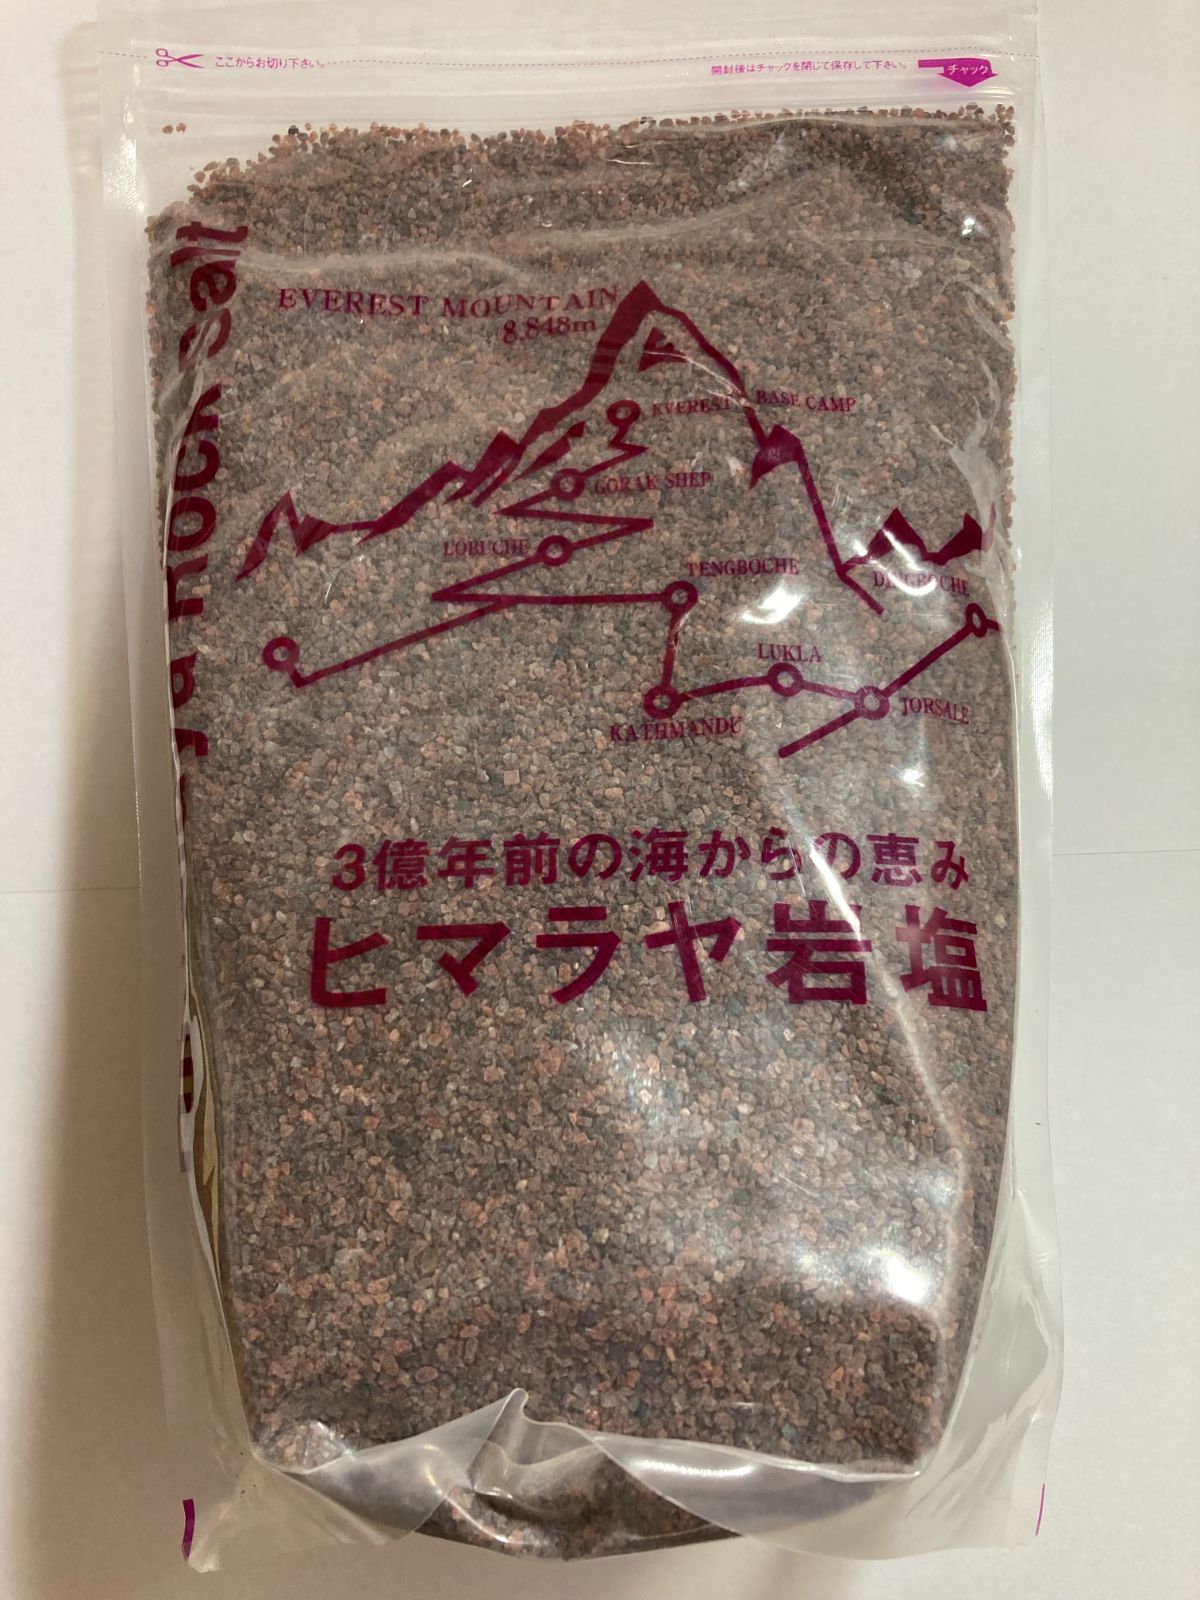 ここからお切り下さい。
開封後はチャックを閉じて保存して下さい。
チャック
EVEREST MOUNTAIN
8,848m
EVEREST BASE CAMP
GORAK SHEP
LOBUCHE
TENGBOCHE
DINGBOCHE
LUKLA
JORSALE
KATHMANDU
3億年前の海からの恵み
ヒマラヤ岩塩
Rock Salt